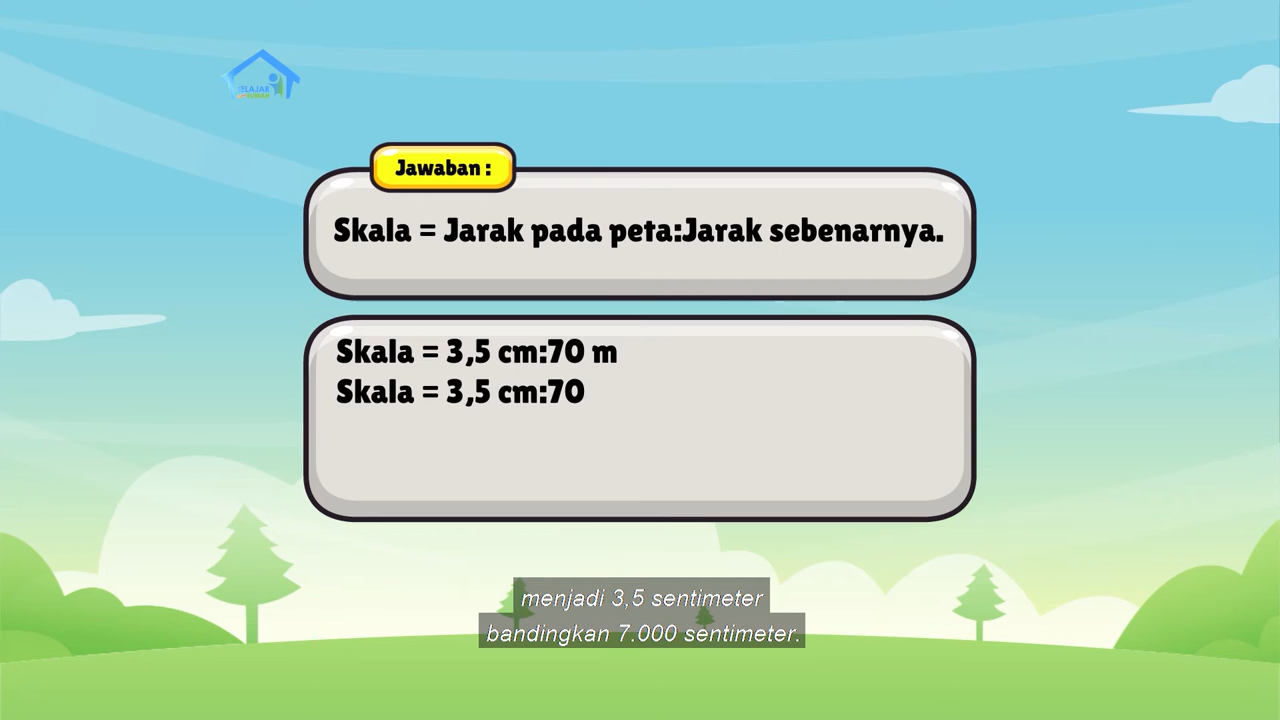 BELAJAR
Jawaban :
Skala = Jarak pada peta:Jarak sebenarnya.
Skala = 3,5 cm:70 m
Skala = 3,5 cm:70
menjadi 3,5 sentimeter
bandingkan 7.000 sentimeter.